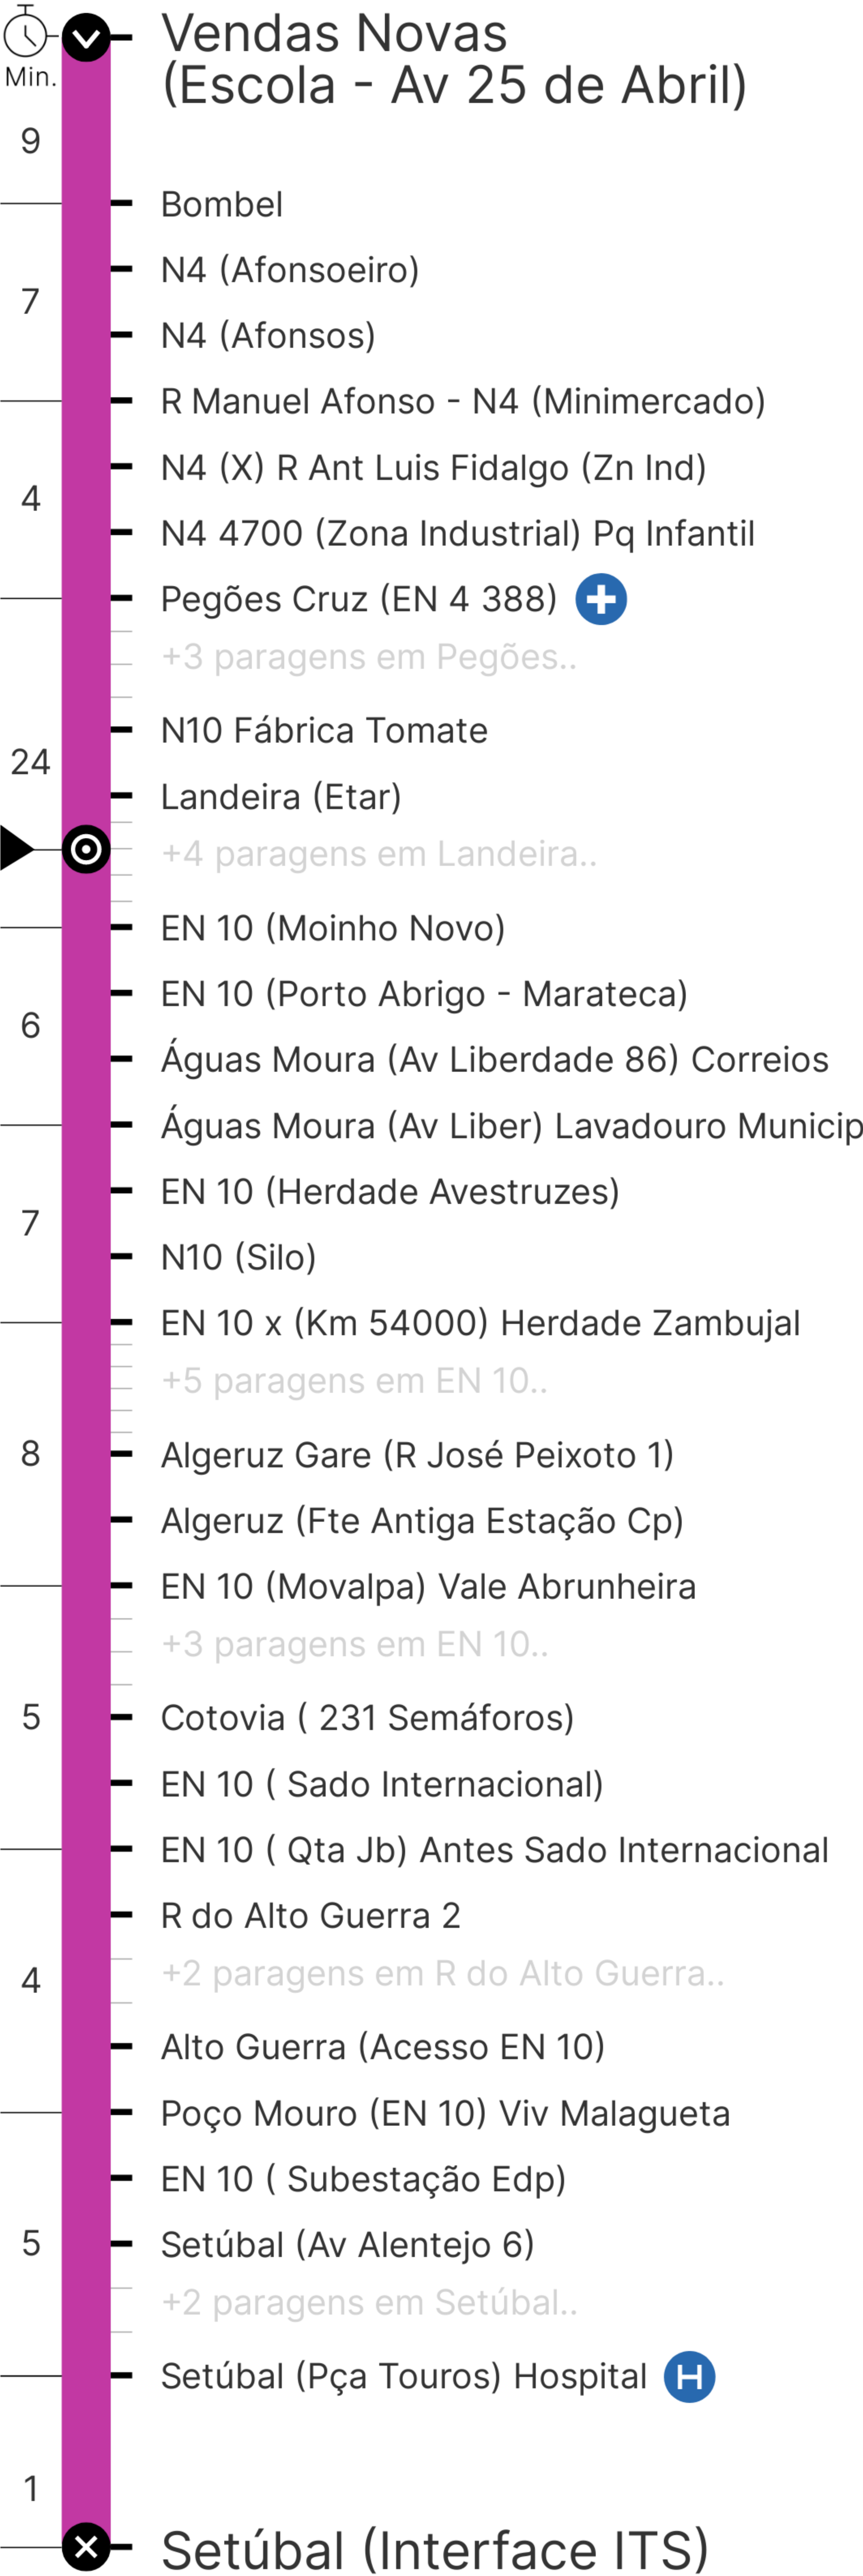 Vendas Novas
(Escola - Av 25 de Abril)
Min.
9
Bombel
N4 (Afonsoeiro)
7
N4 (Afonsos)
R Manuel Afonso - N4 (Minimercado)
N4 (X) R Ant Luis Fidalgo (Zn Ind)
4
N4 4700 (Zona Industrial) Pq Infantil
Pegões Cruz (EN 4 388)
+3 paragens em Pegões..
N10 Fábrica Tomate
24
Landeira (Etar)
+4 paragens em Landeira..
EN 10 (Moinho Novo)
EN 10 (Porto Abrigo - Marateca)
6
Águas Moura (Av Liberdade 86) Correios
Águas Moura (Av Liber) Lavadouro Municip
EN 10 (Herdade Avestruzes)
7
N10 (Silo)
EN 10 x (Km 54000) Herdade Zambujal
+5 paragens em EN 10..
8
Algeruz Gare (R José Peixoto 1)
Algeruz (Fte Antiga Estação Cp)
EN 10 (Movalpa) Vale Abrunheira
+3 paragens em EN 10..
5
Cotovia ( 231 Semáforos)
EN 10 ( Sado Internacional)
EN 10 ( Qta Jb) Antes Sado Internacional
R do Alto Guerra 2
+2 paragens em R do Alto Guerra..
4
Alto Guerra (Acesso EN 10)
Poço Mouro (EN 10) Viv Malagueta
EN 10 ( Subestação Edp)
5
Setúbal (Av Alentejo 6)
+2 paragens em Setúbal..
Setúbal (Pça Touros) Hospital H
1
Setúbal (Interface ITS)